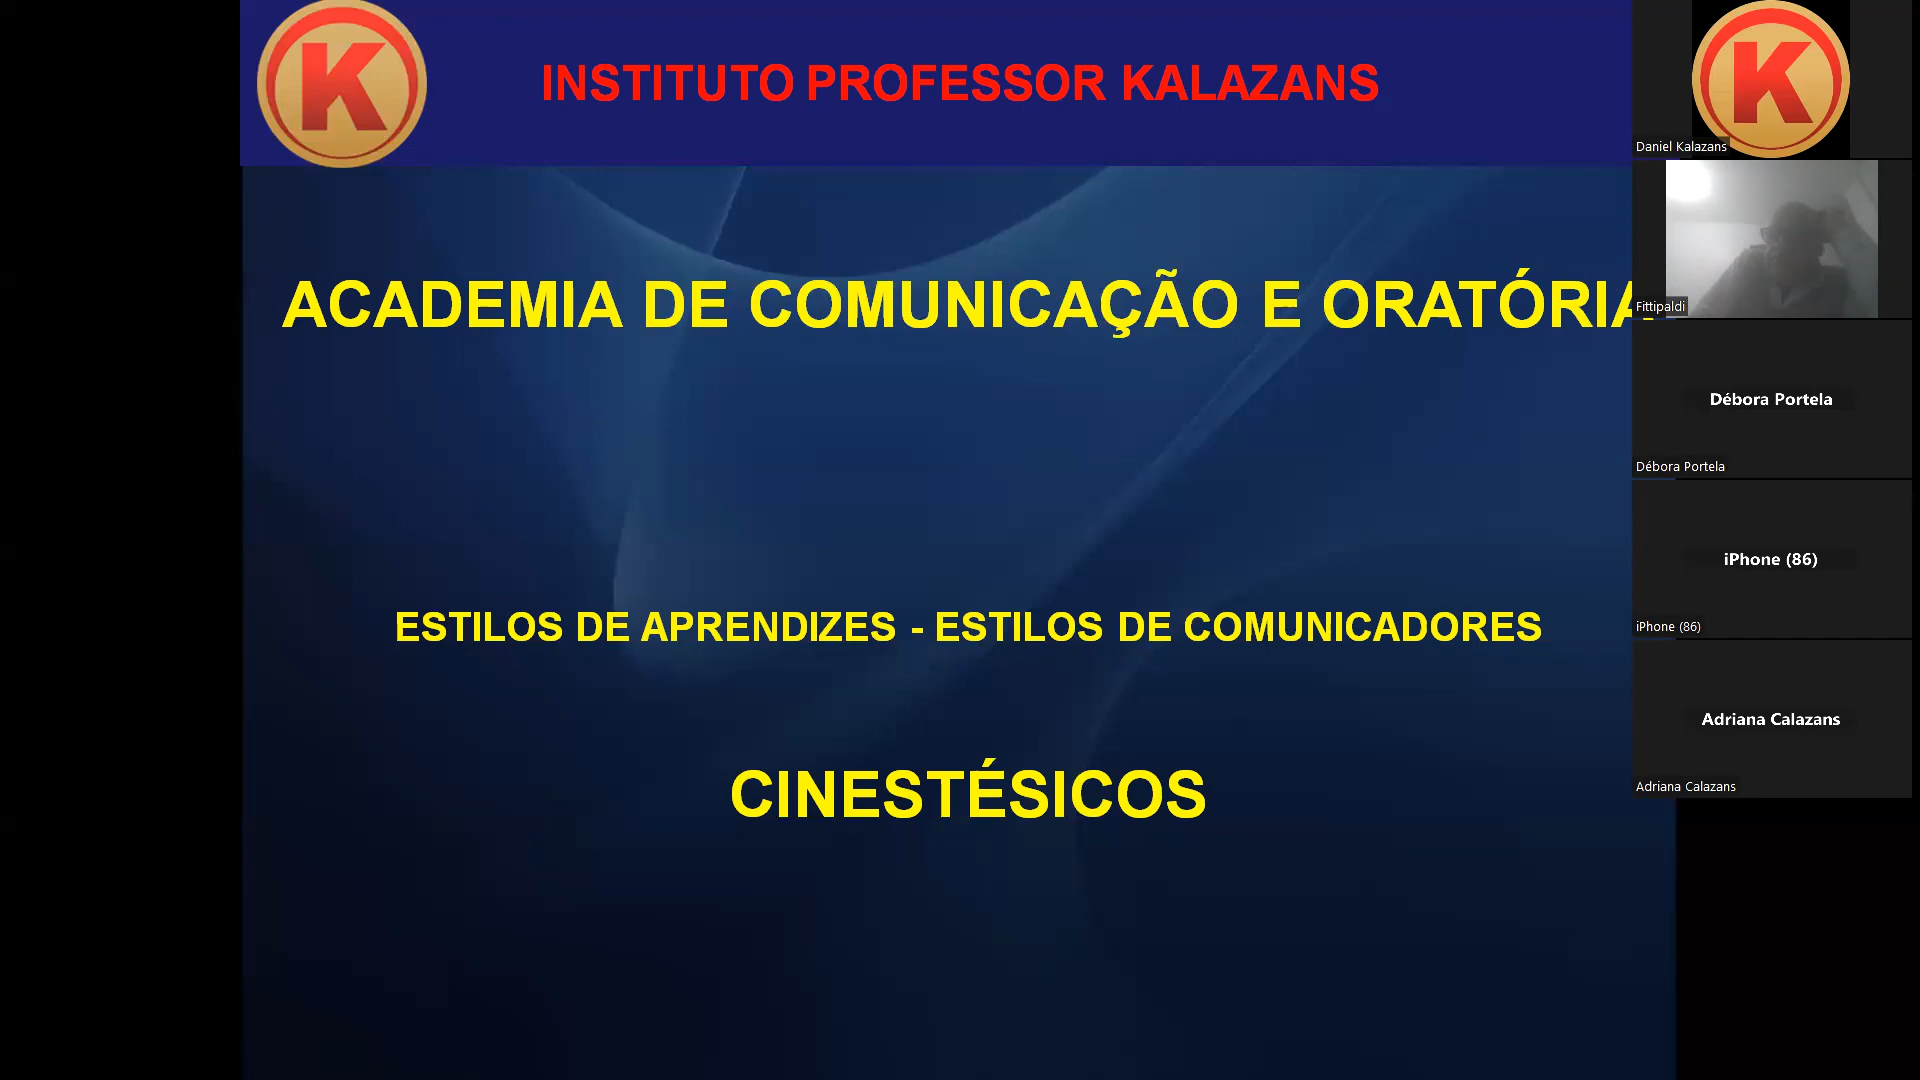 K
INSTITUTO PROFESSOR KALAZANS
ACADEMIA DE COMUNICAÇÃO E ORATÓRIA
ESTILOS DE APRENDIZES - ESTILOS DE COMUNICADORES
CINESTÉSICOS
K
Daniel Kalazans
Fittipaldi
Débora Portela
Débora Portela
iPhone (86)
iPhone (86)
Adriana Calazans
Adriana Calazans